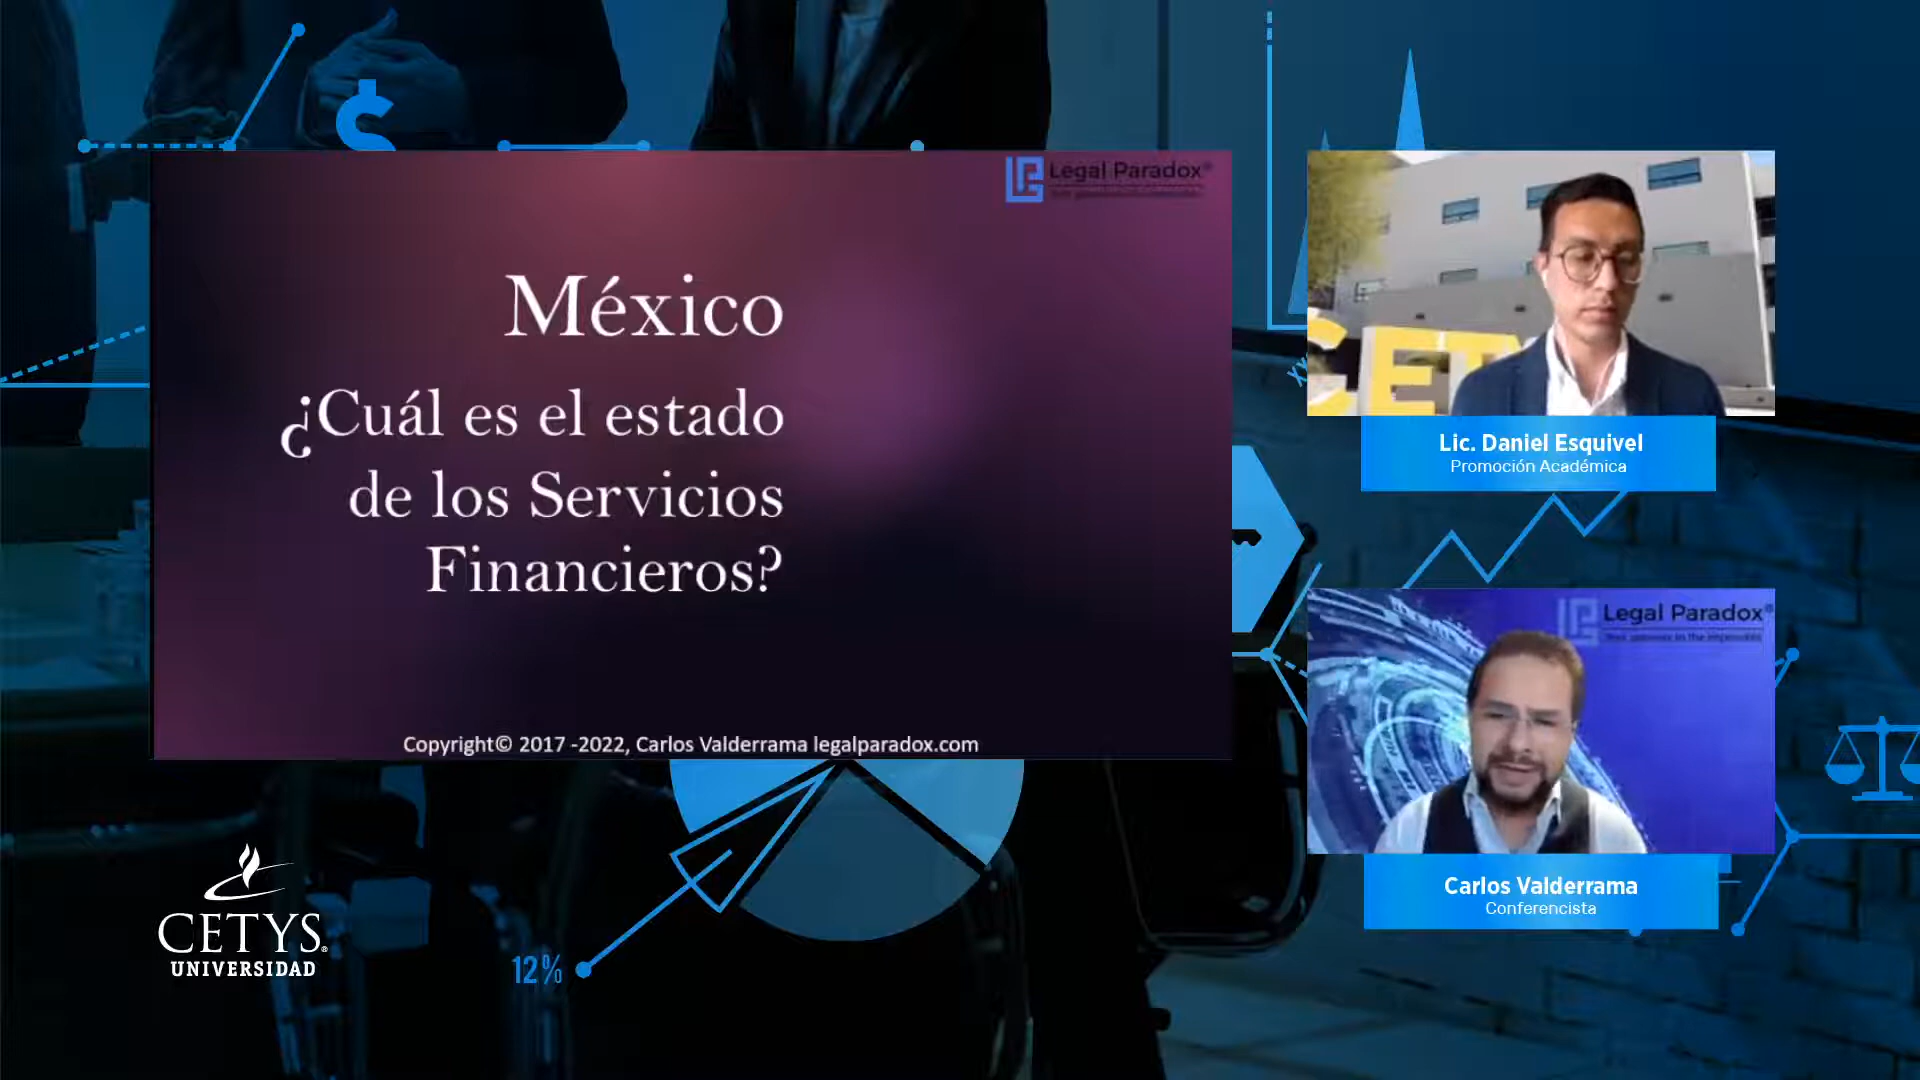 Legal Paradox®
México
¿Cuál es el estado
de los Servicios
Financieros?
Copyright© 2017 -2022, Carlos Valderrama legalparadox.com
CETY
Lic. Daniel Esquivel
Promoción Académica
Legal Paradox®
Carlos Valderrama
Conferencista
CETYS®
UNIVERSIDAD
12%